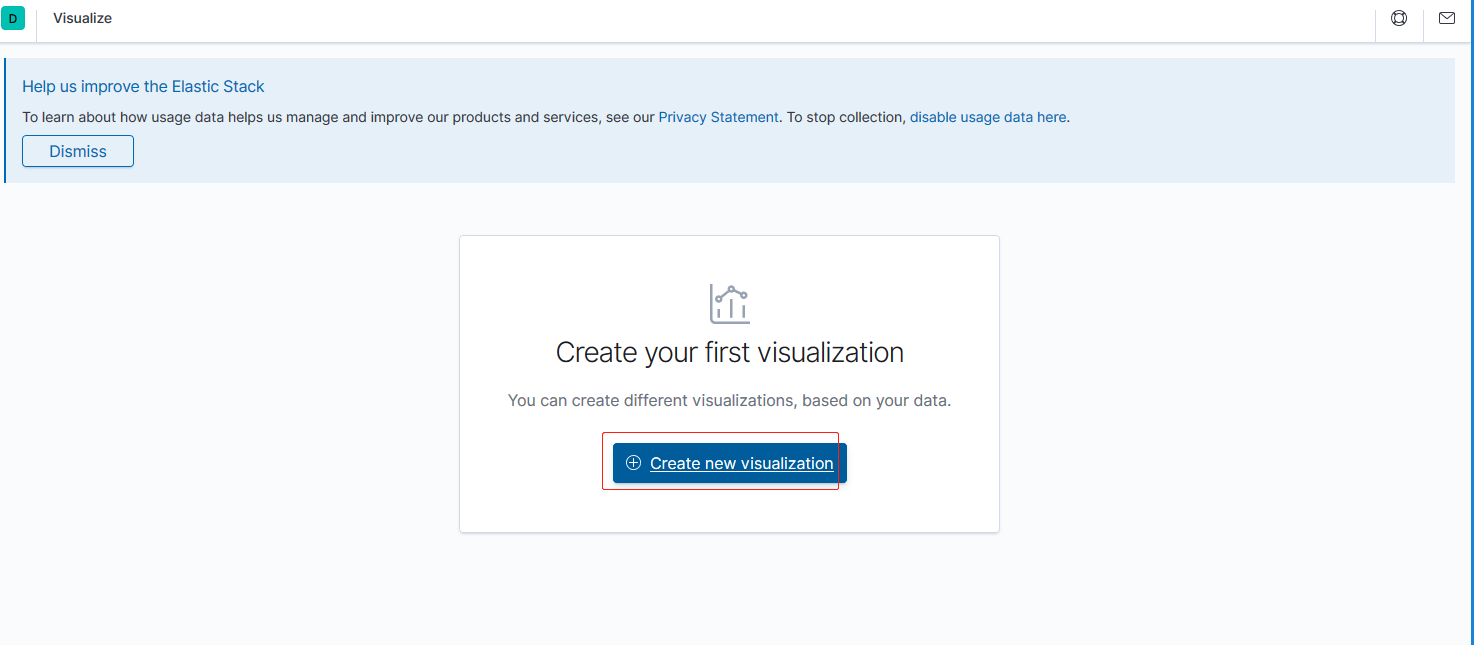 D Visualize
Help us improve the Elastic Stack
To learn about how usage data helps us manage and improve our products and services, see our Privacy Statement. To stop collection, disable usage data here.
Dismiss
Create your first visualization
You can create different visualizations, based on your data.
Create new visualization